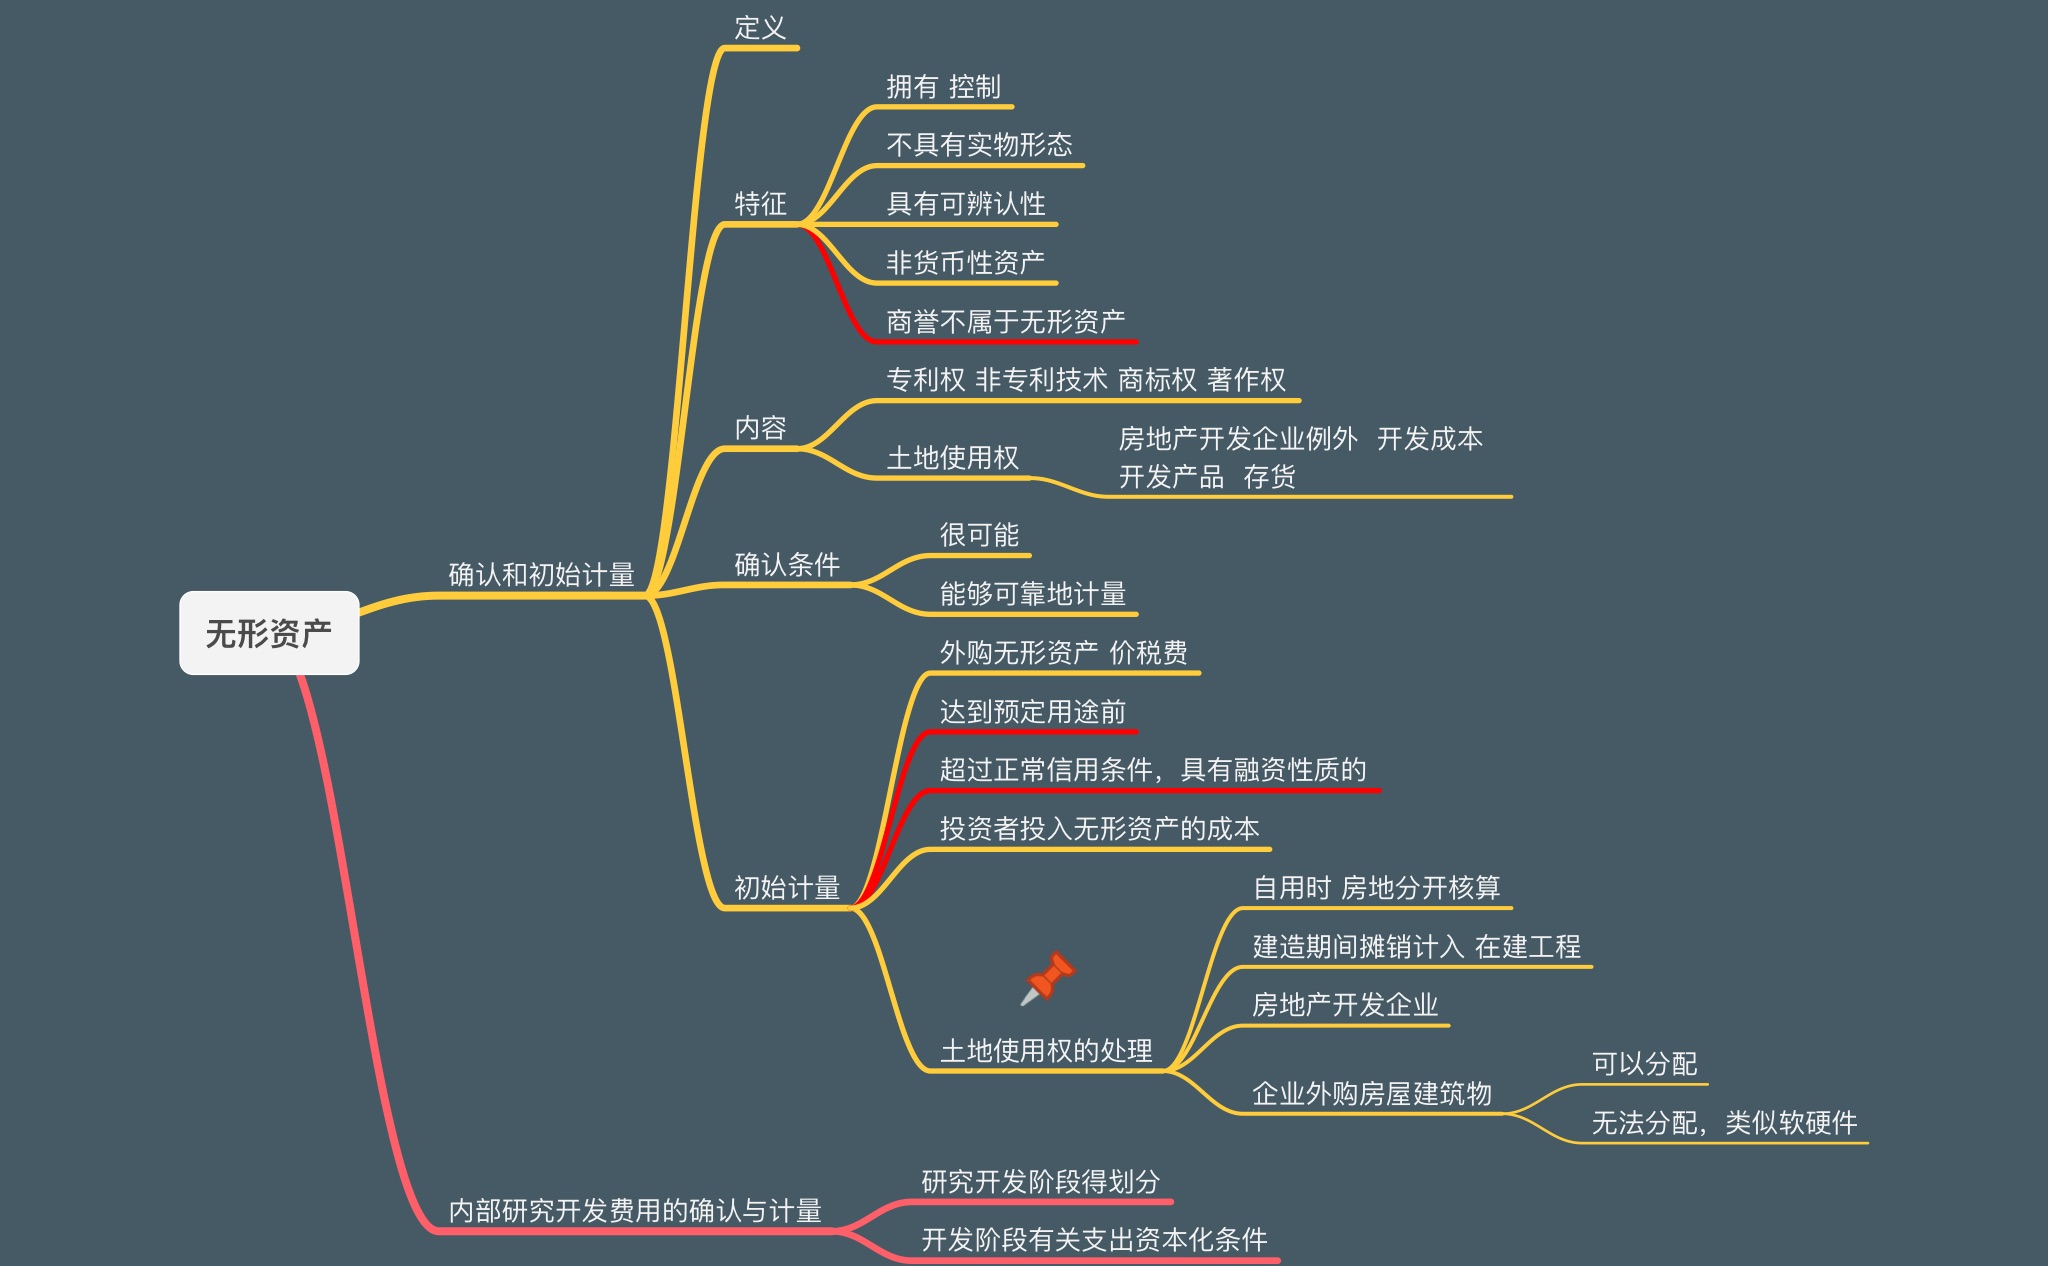 无形资产
确认和初始计量
定义
特征
拥有 控制
不具有实物形态
具有可辨认性
非货币性资产
商誉不属于无形资产
内容
专利权 非专利技术 商标权 著作权
土地使用权
房地产开发企业例外 开发成本
开发产品 存货
确认条件
很可能
能够可靠地计量
初始计量
外购无形资产 价税费
达到预定用途前
超过正常信用条件，具有融资性质的
投资者投入无形资产的成本
土地使用权的处理
自用时 房地分开核算
建造期间摊销计入 在建工程
房地产开发企业
企业外购房屋建筑物
可以分配
无法分配，类似软硬件
内部研究开发费用的确认与计量
研究开发阶段得划分
开发阶段有关支出资本化条件